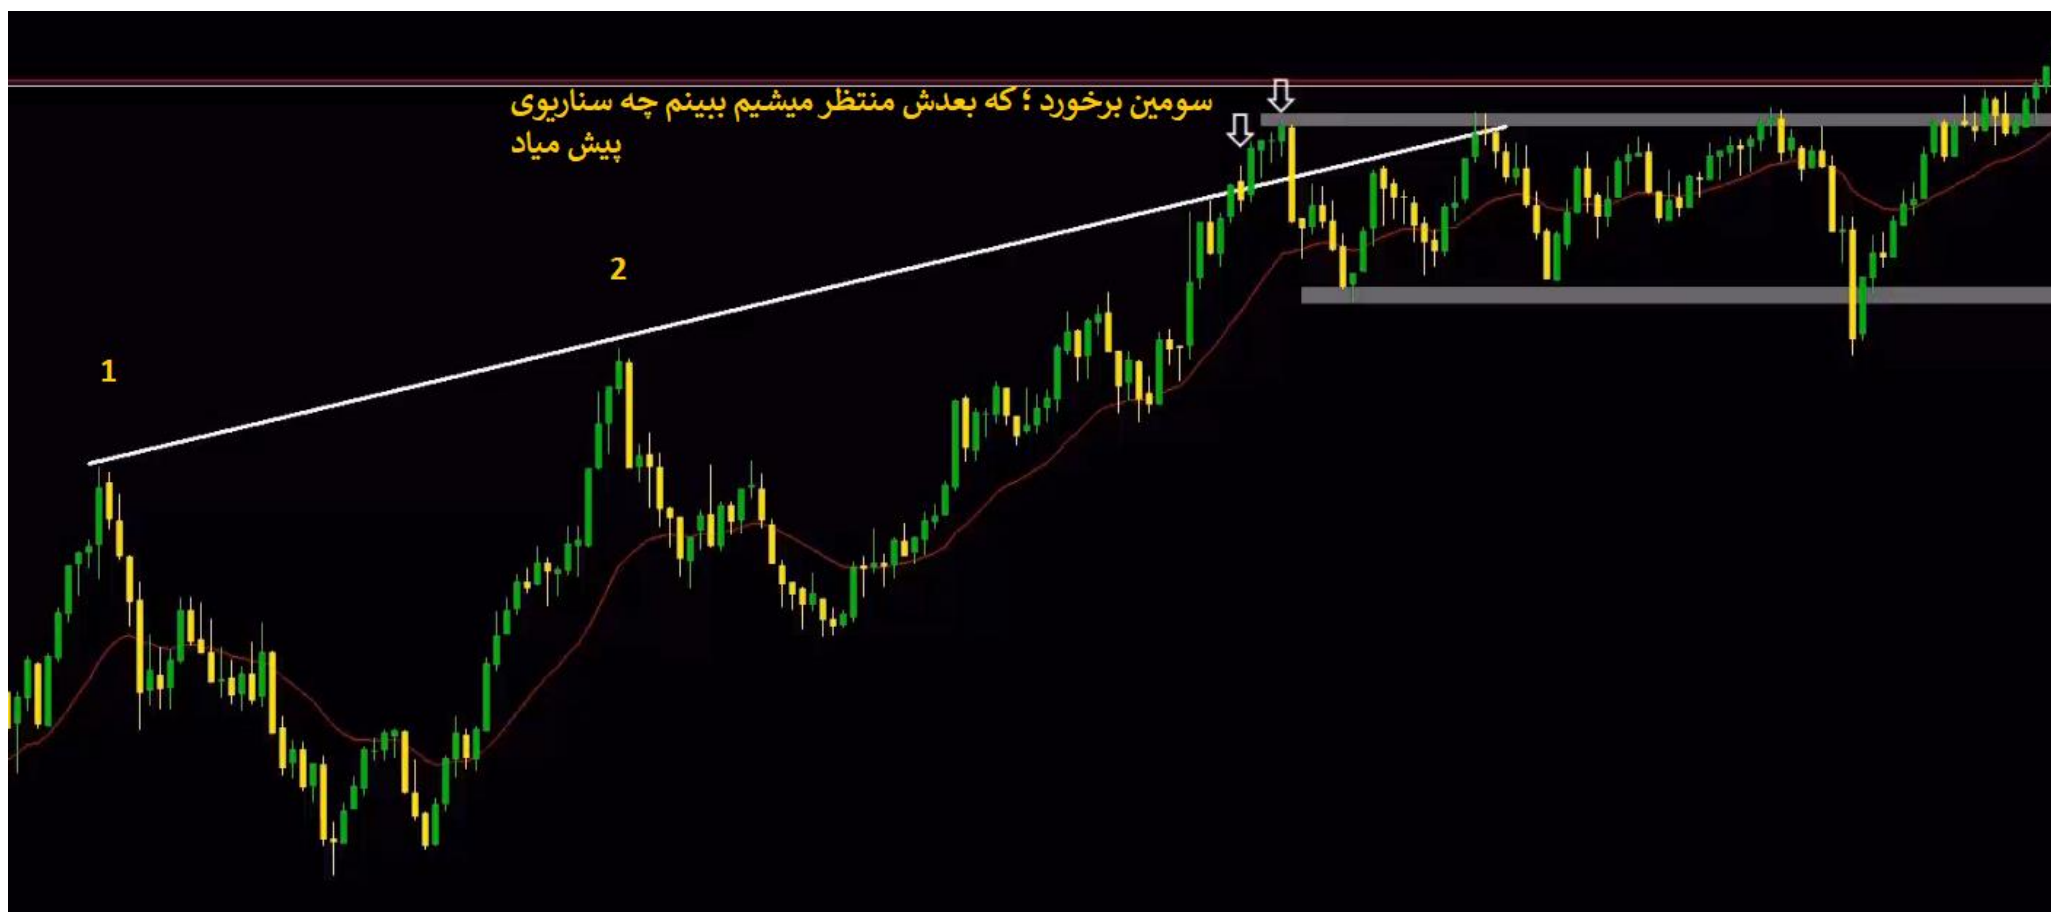 سومین برخورد ؛ که بعدش منتظر میشیم ببینم چه سناریوی
پیش میاد
2
1